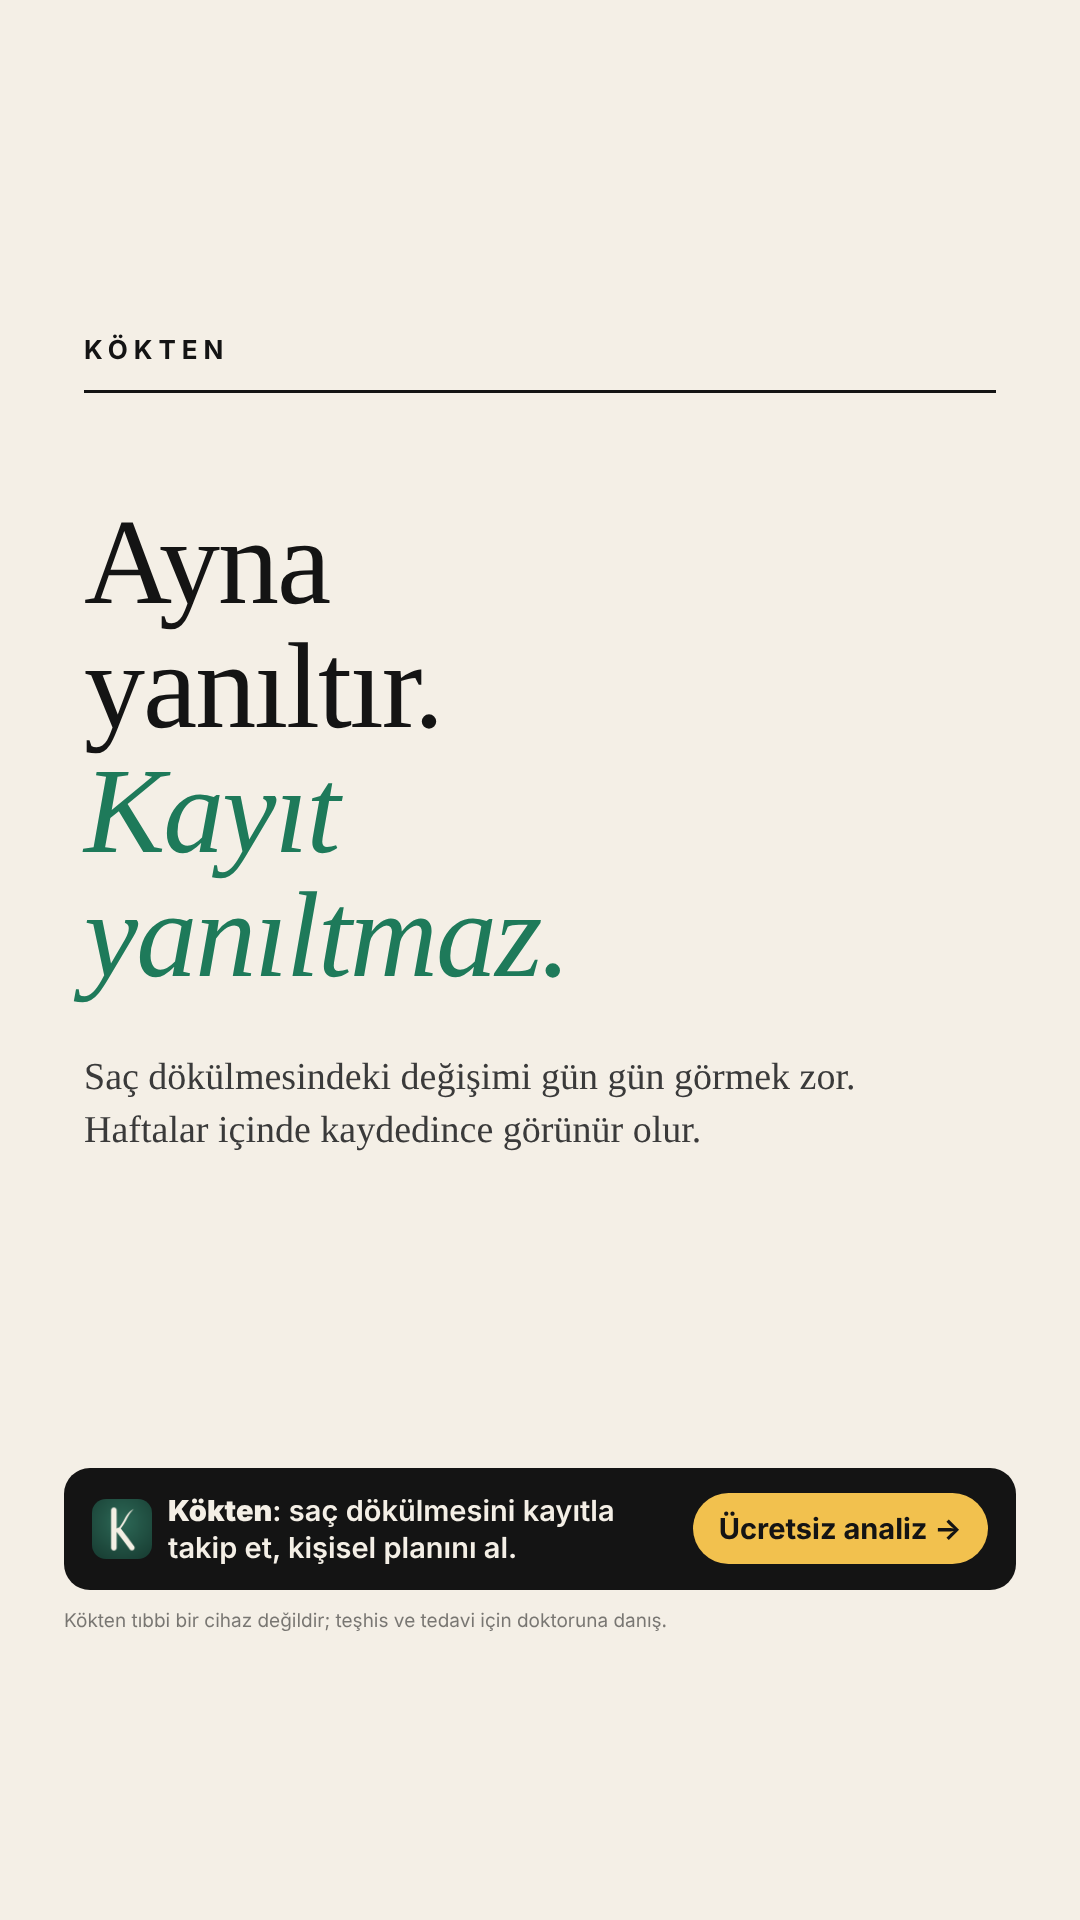 KÖKTEN
Ayna
yanıltır.
Kayıt
yanıltmaz.
Saç dökülmesindeki değişimi gün gün görmek zor.
Haftalar içinde kaydedince görünür olur.
K
Kökten: saç dökülmesini kayıtla
takip et, kişisel planını al.
Ücretsiz analiz →
Kökten tıbbi bir cihaz değildir; teşhis ve tedavi için doktoruna danış.